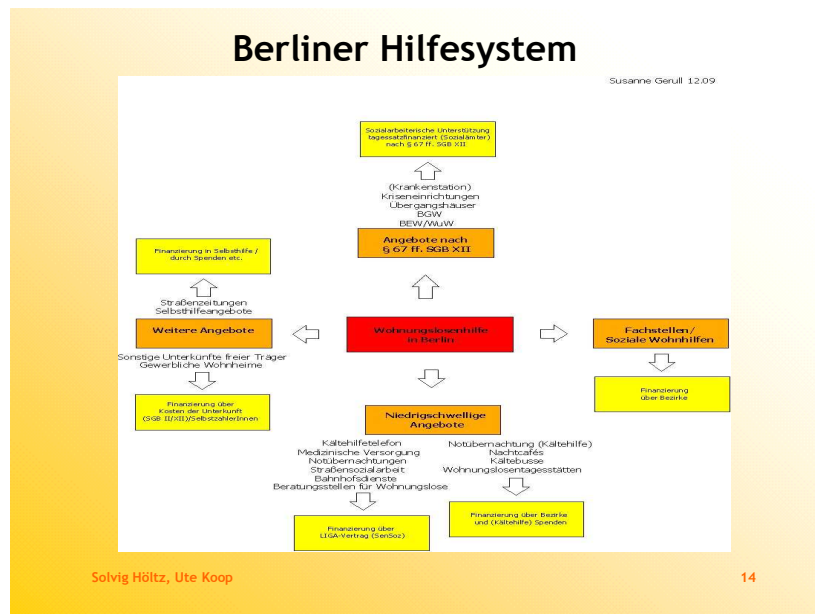 Berliner Hilfesystem
Susanne Gerull 12.09
Sozialarbeiterische Unterstützung
tagessatzfinanziert (Sozialämter)
nach § 67 ff. SGB XII
(Krankenstation)
Kriseneinrichtungen
Übergangshäuser
BGW
BEW/WuW
Angebote nach
§ 67 ff. SGB XII
Finanzierung in Selbsthilfe /
durch Spenden etc.
Straßenzeitungen
Selbsthilfeangebote
Weitere Angebote
Sonstige Unterkünfte freier Träger
Gewerbliche Wohnheime
Finanzierung über
Kosten der Unterkunft
(SGB II/XII)/SelbstzahlerInnen
Wohnungslosenhilfe
in Berlin
Fachstellen/
Soziale Wohnhilfen
Finanzierung
über Bezirke
Niedrigschwellige
Angebote
Kältehilfetelefon
Medizinische Versorgung
Notübernachtungen
Straßensozialarbeit
Bahnhofsdienste
Beratungsstellen für Wohnungslose
Finanzierung über
LIGA-Vertrag (SenSoz)
Notübernachtung (Kältehilfe)
Nachtcafés
Kältebusse
Wohnungslosentagesstätten
Finanzierung über Bezirke
und (Kältehilfe) Spenden
Solvig Höltz, Ute Koop
14